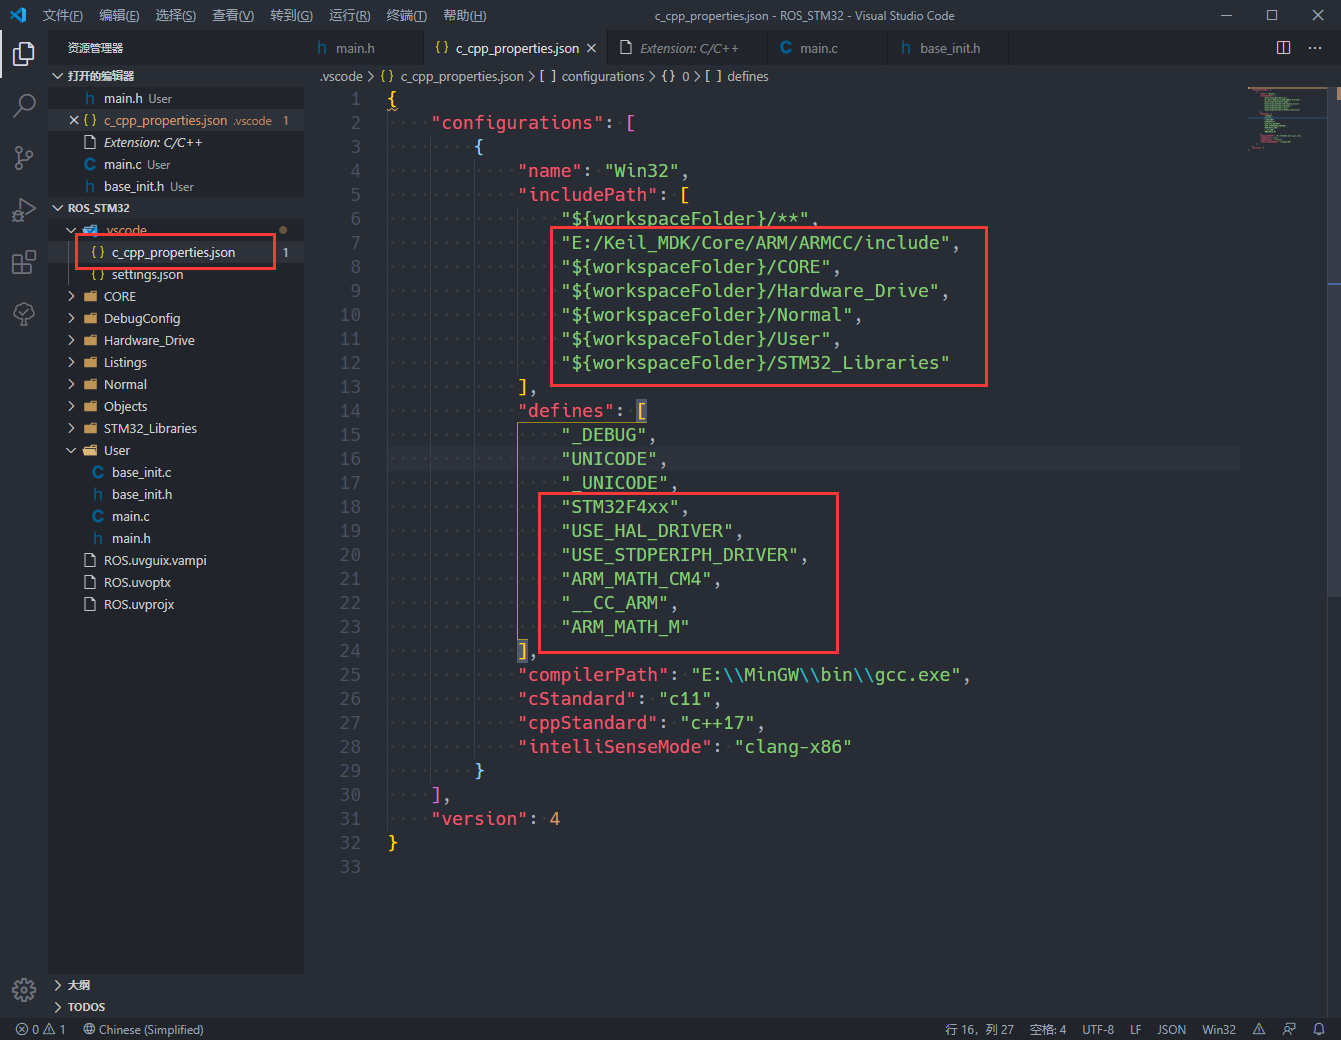 文件(F) 编辑(E) 选择(S) 查看(V) 转到(G) 运行(R) 终端(T) 帮助(H) c_cpp_properties.json - ROS_STM32 - Visual Studio Code
资源管理器
main.h c_cpp_properties.json Extension: C/C++ main.c base_init.h
.vscode > {} c_cpp_properties.json > [ ] configurations > {} 0 > [ ] defines
打开的编辑器
main.h User
c_cpp_properties.json .vscode 1
Extension: C/C++
main.c User
base_init.h User
ROS_STM32
.vscode
c_cpp_properties.json 1
settings.json
CORE
DebugConfig
Hardware_Drive
Listings
Normal
Objects
STM32_Libraries
User
base_init.c
base_init.h
main.c
main.h
ROS.uvguix.vampi
ROS.uvoptx
ROS.uvprojx
大纲
TODOS
1 {
2 "configurations": [
3 {
4 "name": "Win32",
5 "includePath": [
6 "${workspaceFolder}/**",
7 "E:/Keil_MDK/Core/ARM/ARMCC/include",
8 "${workspaceFolder}/CORE",
9 "${workspaceFolder}/Hardware_Drive",
10 "${workspaceFolder}/Normal",
11 "${workspaceFolder}/User",
12 "${workspaceFolder}/STM32_Libraries"
13 ],
14 "defines": [
15 "_DEBUG",
16 "UNICODE",
17 "_UNICODE",
18 "STM32F4xx",
19 "USE_HAL_DRIVER",
20 "USE_STDPERIPH_DRIVER",
21 "ARM_MATH_CM4",
22 "__CC_ARM",
23 "ARM_MATH_M"
24 ],
25 "compilerPath": "E:\\MinGW\\bin\\gcc.exe",
26 "cStandard": "c11",
27 "cppStandard": "c++17",
28 "intelliSenseMode": "clang-x86"
29 }
30 ],
31 "version": 4
32 }
33
0 1 Chinese (Simplified) 行 16，列 27 空格: 4 UTF-8 LF JSON Win32